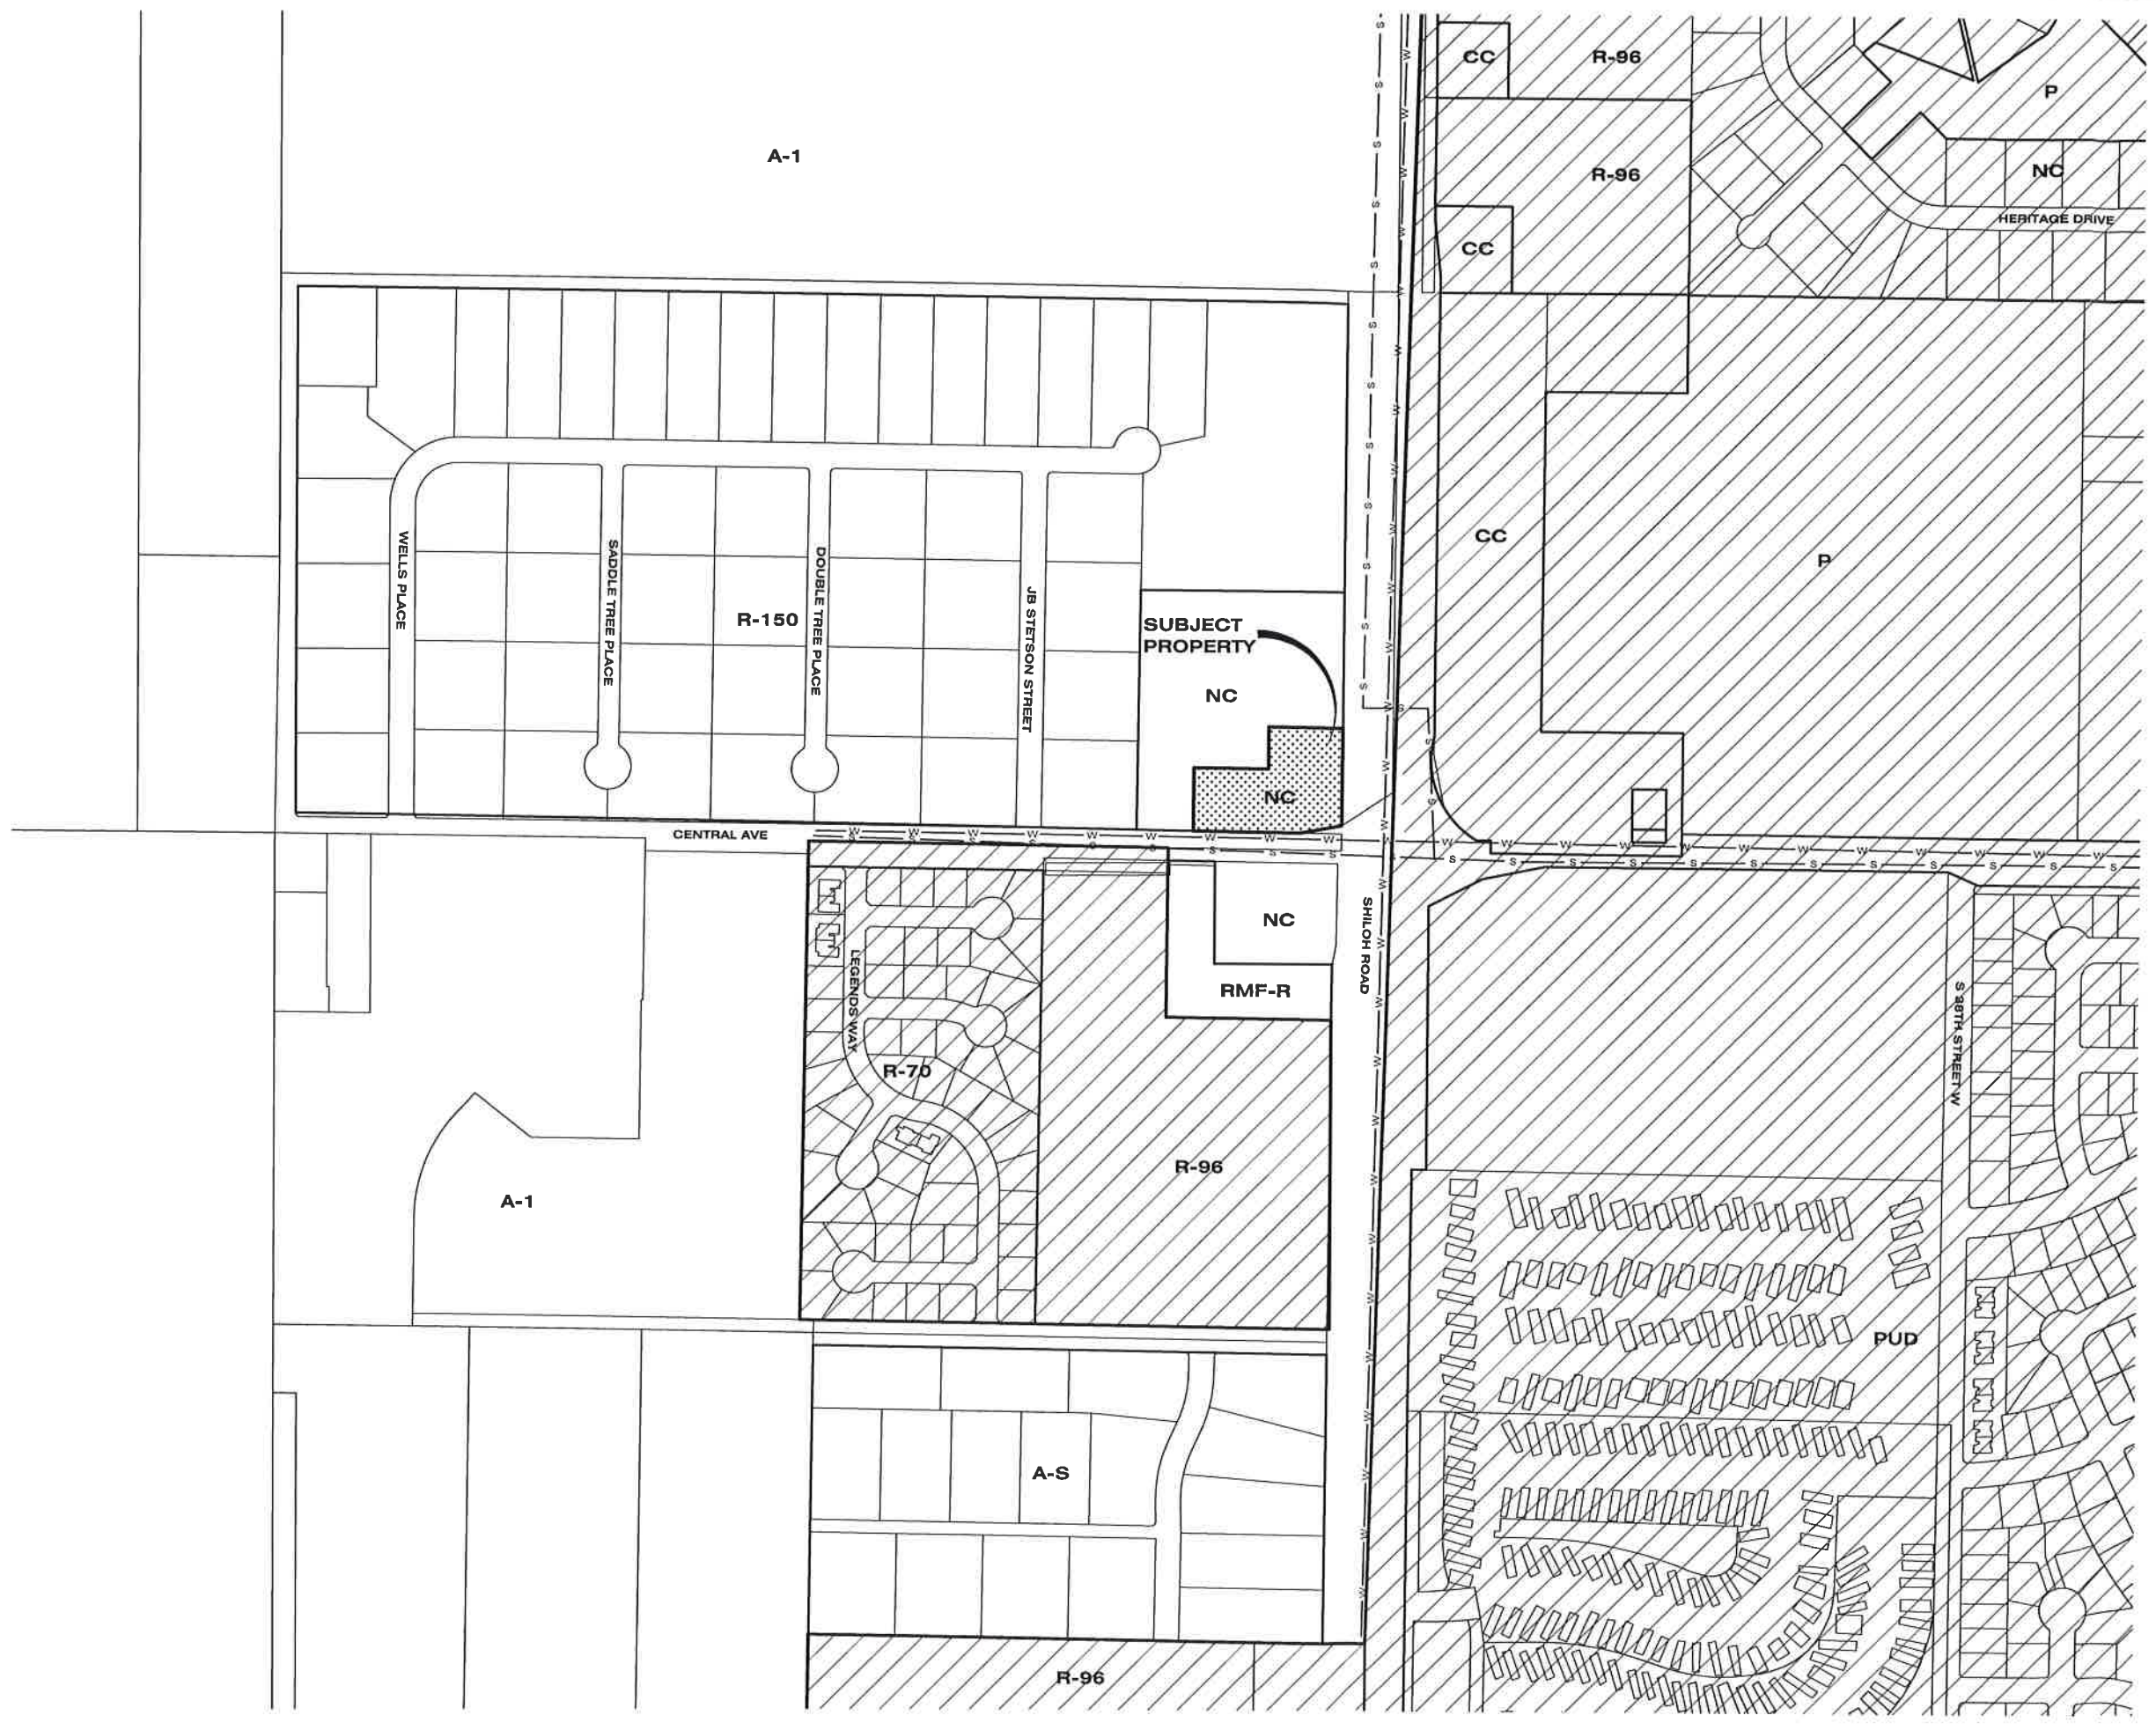 CC
R-96
P
A-1
R-96
NC
HERITAGE DRIVE
CC
CC
P
WELLS PLACE
SADDLE TREE PLACE
R-150
DOUBLE TREE PLACE
JB STETSON STREET
SUBJECT
PROPERTY
NC
NC
CENTRAL AVE
NC
SHILOH ROAD
RMF-R
LEGENDS WAY
R-70
S 38TH STREET W
R-96
A-1
PUD
A-S
R-96